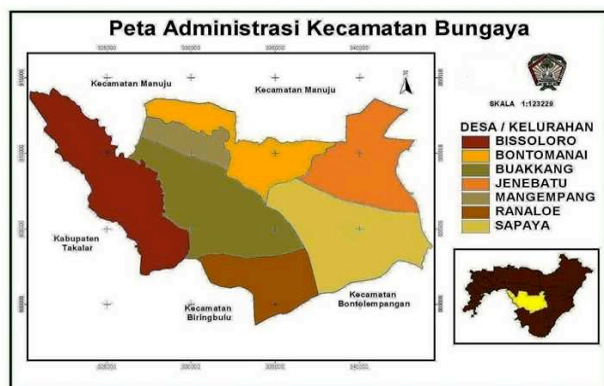 Peta Administrasi Kecamatan Bungaya
Kecamatan Manuju
Kecamatan Manuju
SKALA 1:123228
DESA / KELURAHAN
BISSOLORO
BONTOMANAI
BUAKKANG
JENEBATU
MANGEMPANG
RANALOE
SAPAYA
Kabupaten
Takalar
Kecamatan
Biringbulu
Kecamatan
Bontolempangan